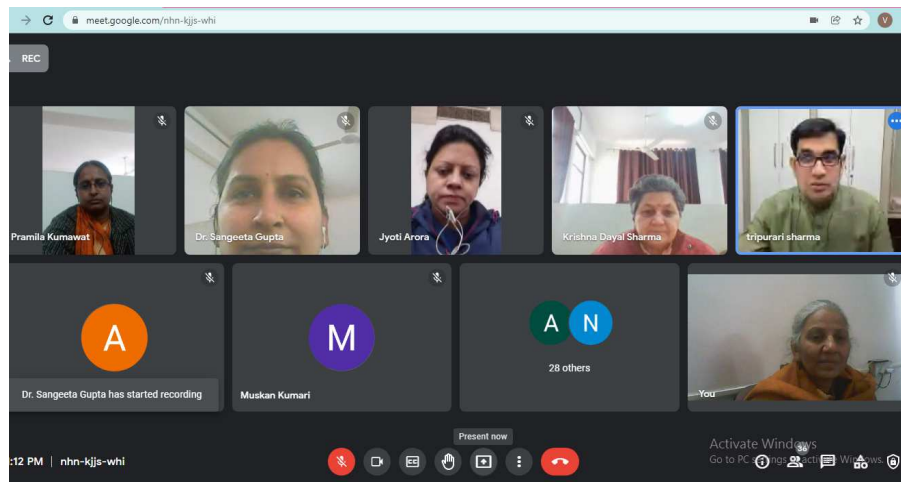 meet.google.com/nhn-kjjs-whi
V
REC
Pramila Kumawat
Dr. Sangeeta Gupta
Jyoti Arora
Krishna Dayal Sharma
tripurari sharma
A
M
A N
28 others
Dr. Sangeeta Gupta has started recording
Muskan Kumari
You
Present now
Activate Windows
Go to PC settings to activate Windows.
:12 PM | nhn-kjjs-whi
CC
36